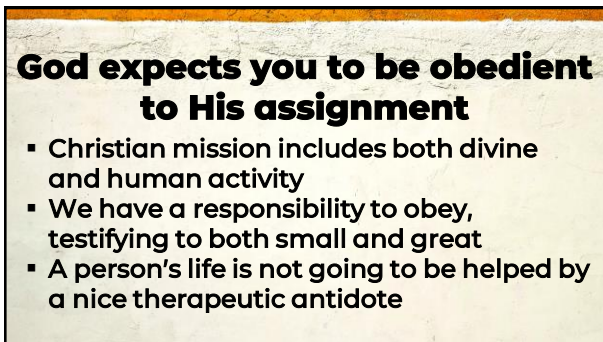 God expects you to be obedient
to His assignment
▪ Christian mission includes both divine
and human activity
▪ We have a responsibility to obey,
testifying to both small and great
▪ A person’s life is not going to be helped by
a nice therapeutic antidote